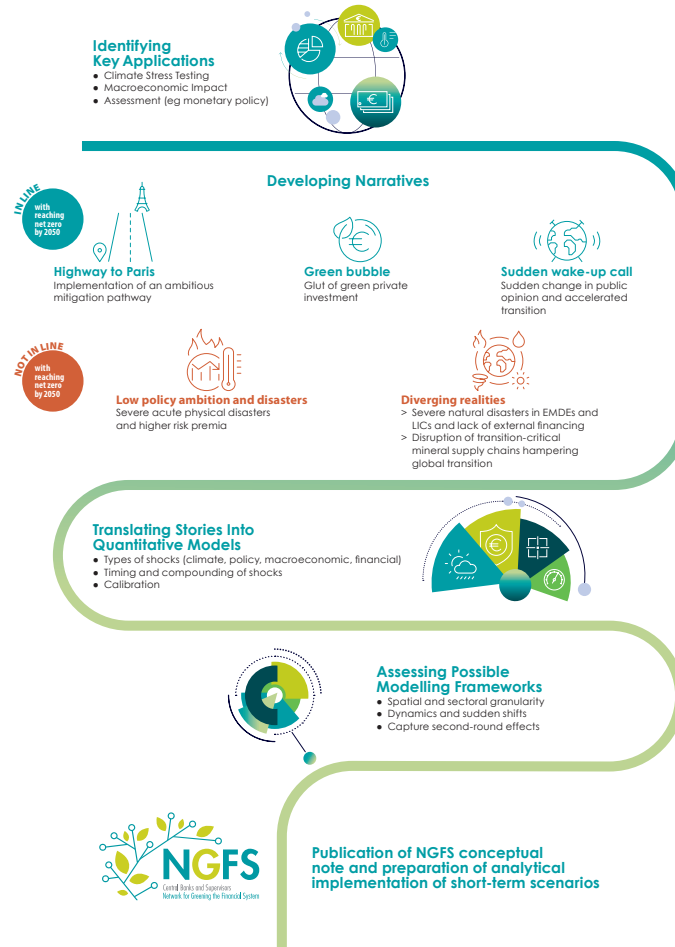 Identifying
Key Applications
● Climate Stress Testing
● Macroeconomic Impact
● Assessment (eg monetary policy)
Developing Narratives
IN LINE
with
reaching
net zero
by 2050
Highway to Paris
Implementation of an ambitious
mitigation pathway
Green bubble
Glut of green private
investment
Sudden wake-up call
Sudden change in public
opinion and accelerated
transition
NOT IN LINE
with
reaching
net zero
by 2050
Low policy ambition and disasters
Severe acute physical disasters
and higher risk premia
Diverging realities
> Severe natural disasters in EMDEs and
LICs and lack of external financing
> Disruption of transition-critical
mineral supply chains hampering
global transition
Translating Stories Into
Quantitative Models
● Types of shocks (climate, policy, macroeconomic, financial)
● Timing and compounding of shocks
● Calibration
Assessing Possible
Modelling Frameworks
● Spatial and sectoral granularity
● Dynamics and sudden shifts
● Capture second-round effects
NGFS
Central Banks and Supervisors
Network for Greening the Financial System
Publication of NGFS conceptual
note and preparation of analytical
implementation of short-term scenarios